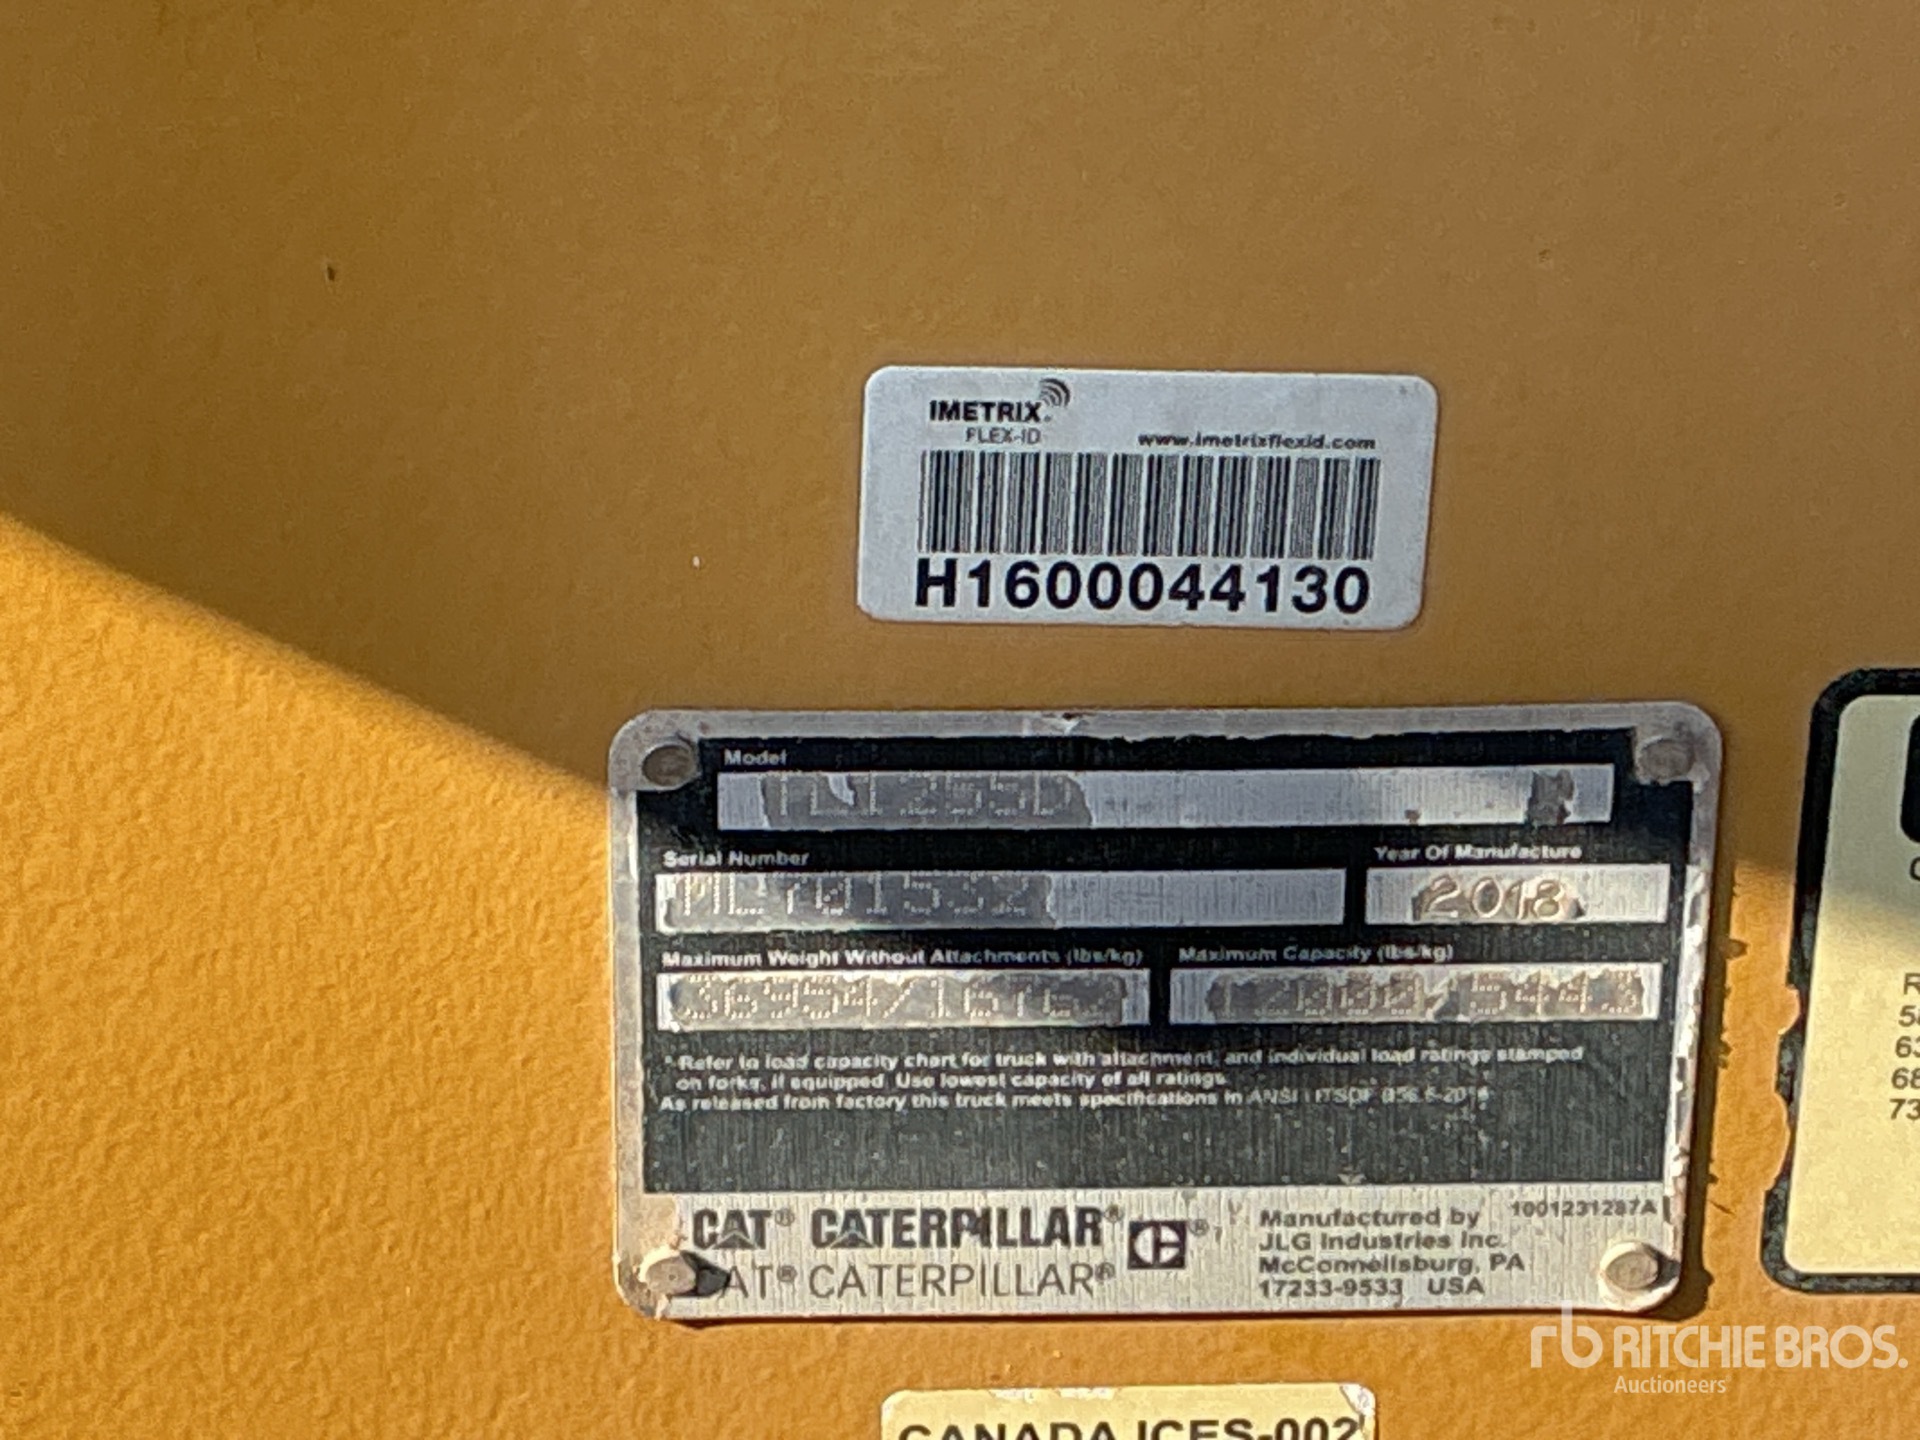 IMETRIX
FLEX-ID
www.imetrixflexid.com
H1600044130
Model
TL1255D
Serial Number
Year Of Manufacture
2018
Maximum Weight Without Attachments (lbs/kg)
Maximum Capacity (lbs/kg)
* Refer to load capacity chart for truck with attachment, and individual load ratings stamped
on forks, if equipped. Use lowest capacity of all ratings.
As released from factory this truck meets specifications in ANSI / ITSDF
CAT® CATERPILLAR®
CAT® CATERPILLAR®
Manufactured by
JLG Industries Inc.
McConnellsburg, PA
17233-9533 USA
1001231287A
CANADA ICES-002
63
68
73
rb RITCHIE BROS.
Auctioneers